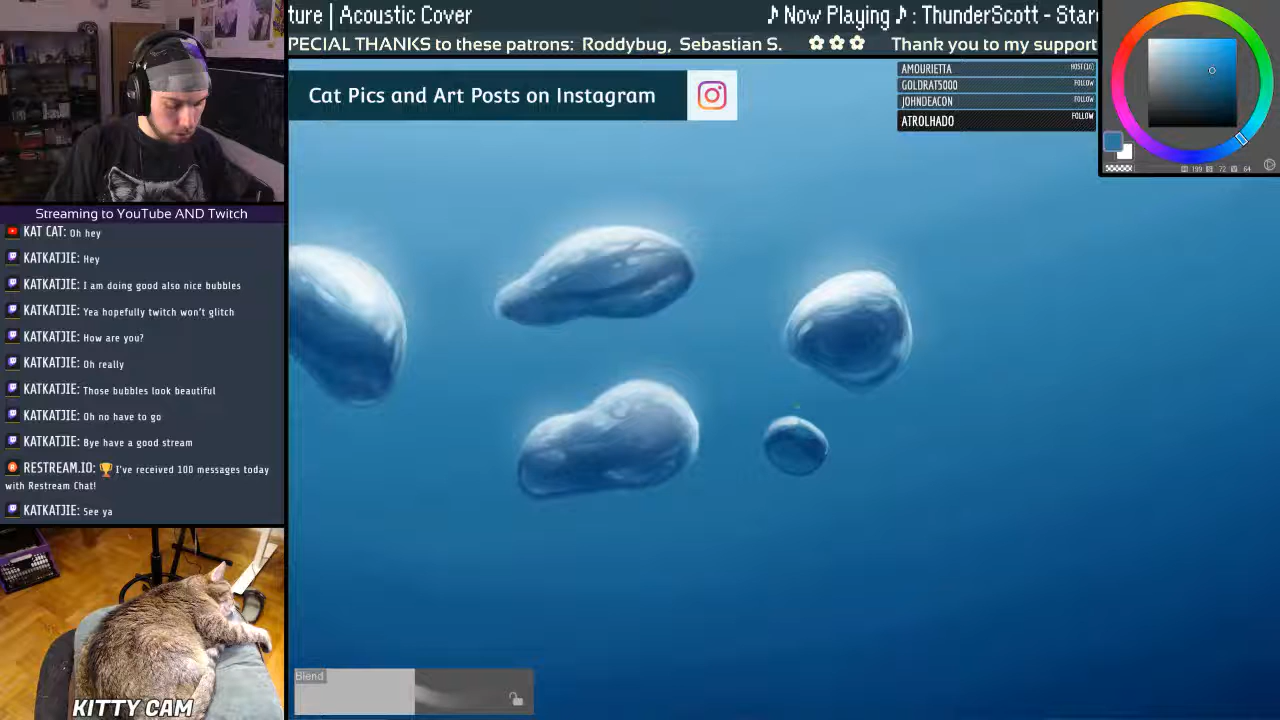 ture | Acoustic Cover
♪ Now Playing ♪ : ThunderScott - Star
PECIAL THANKS to these patrons: Roddybug, Sebastian S. ✿ ✿ ✿ Thank you to my support
Cat Pics and Art Posts on Instagram
AMOURIETTA
FOLLOW
GOLDRAT5000
FOLLOW
JOHNDEACON
FOLLOW
ATROLHADO
Streaming to YouTube AND Twitch
KAT CAT: Oh hey
KATKATJIE: Hey
KATKATJIE: I am doing good also nice bubbles
KATKATJIE: Yea hopefully twitch won't glitch
KATKATJIE: How are you?
KATKATJIE: Oh really
KATKATJIE: Those bubbles look beautiful
KATKATJIE: Oh no have to go
KATKATJIE: Bye have a good stream
RESTREAM.IO: 🏆 I've received 100 messages today
with Restream Chat!
KATKATJIE: See ya
KITTY CAM
Blend